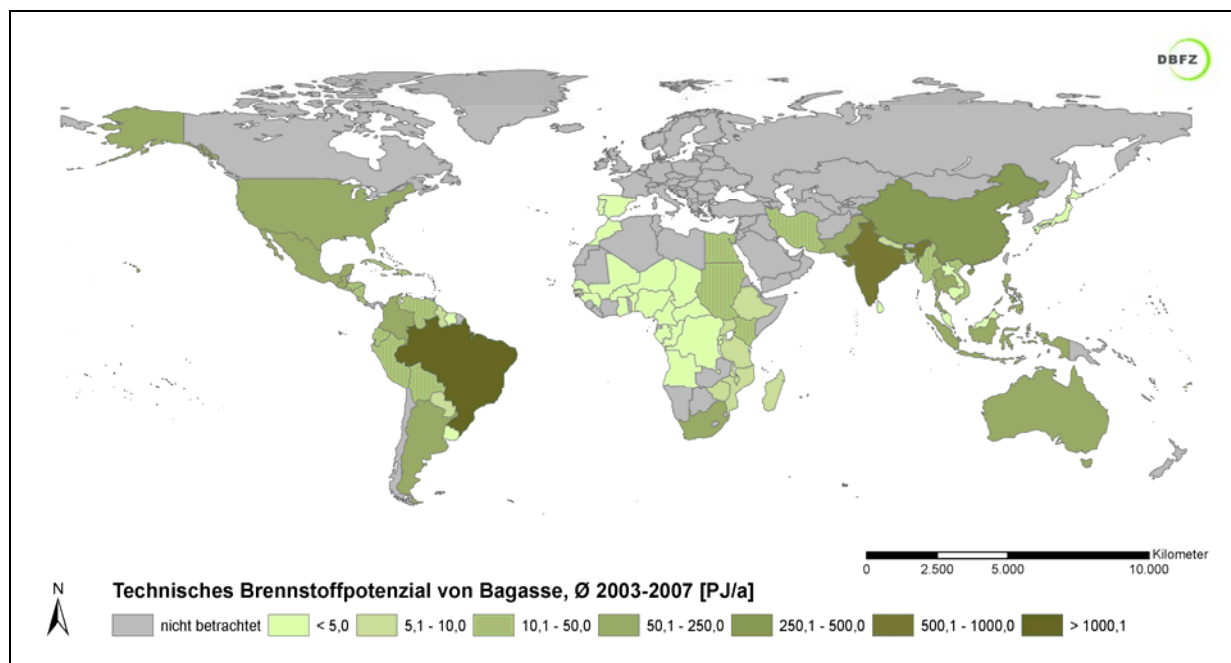 DBFZ
Kilometer
0 2.500 5.000 10.000
N
Technisches Brennstoffpotenzial von Bagasse, Ø 2003-2007 [PJ/a]
nicht betrachtet < 5,0 5,1 - 10,0 10,1 - 50,0 50,1 - 250,0 250,1 - 500,0 500,1 - 1000,0 > 1000,1